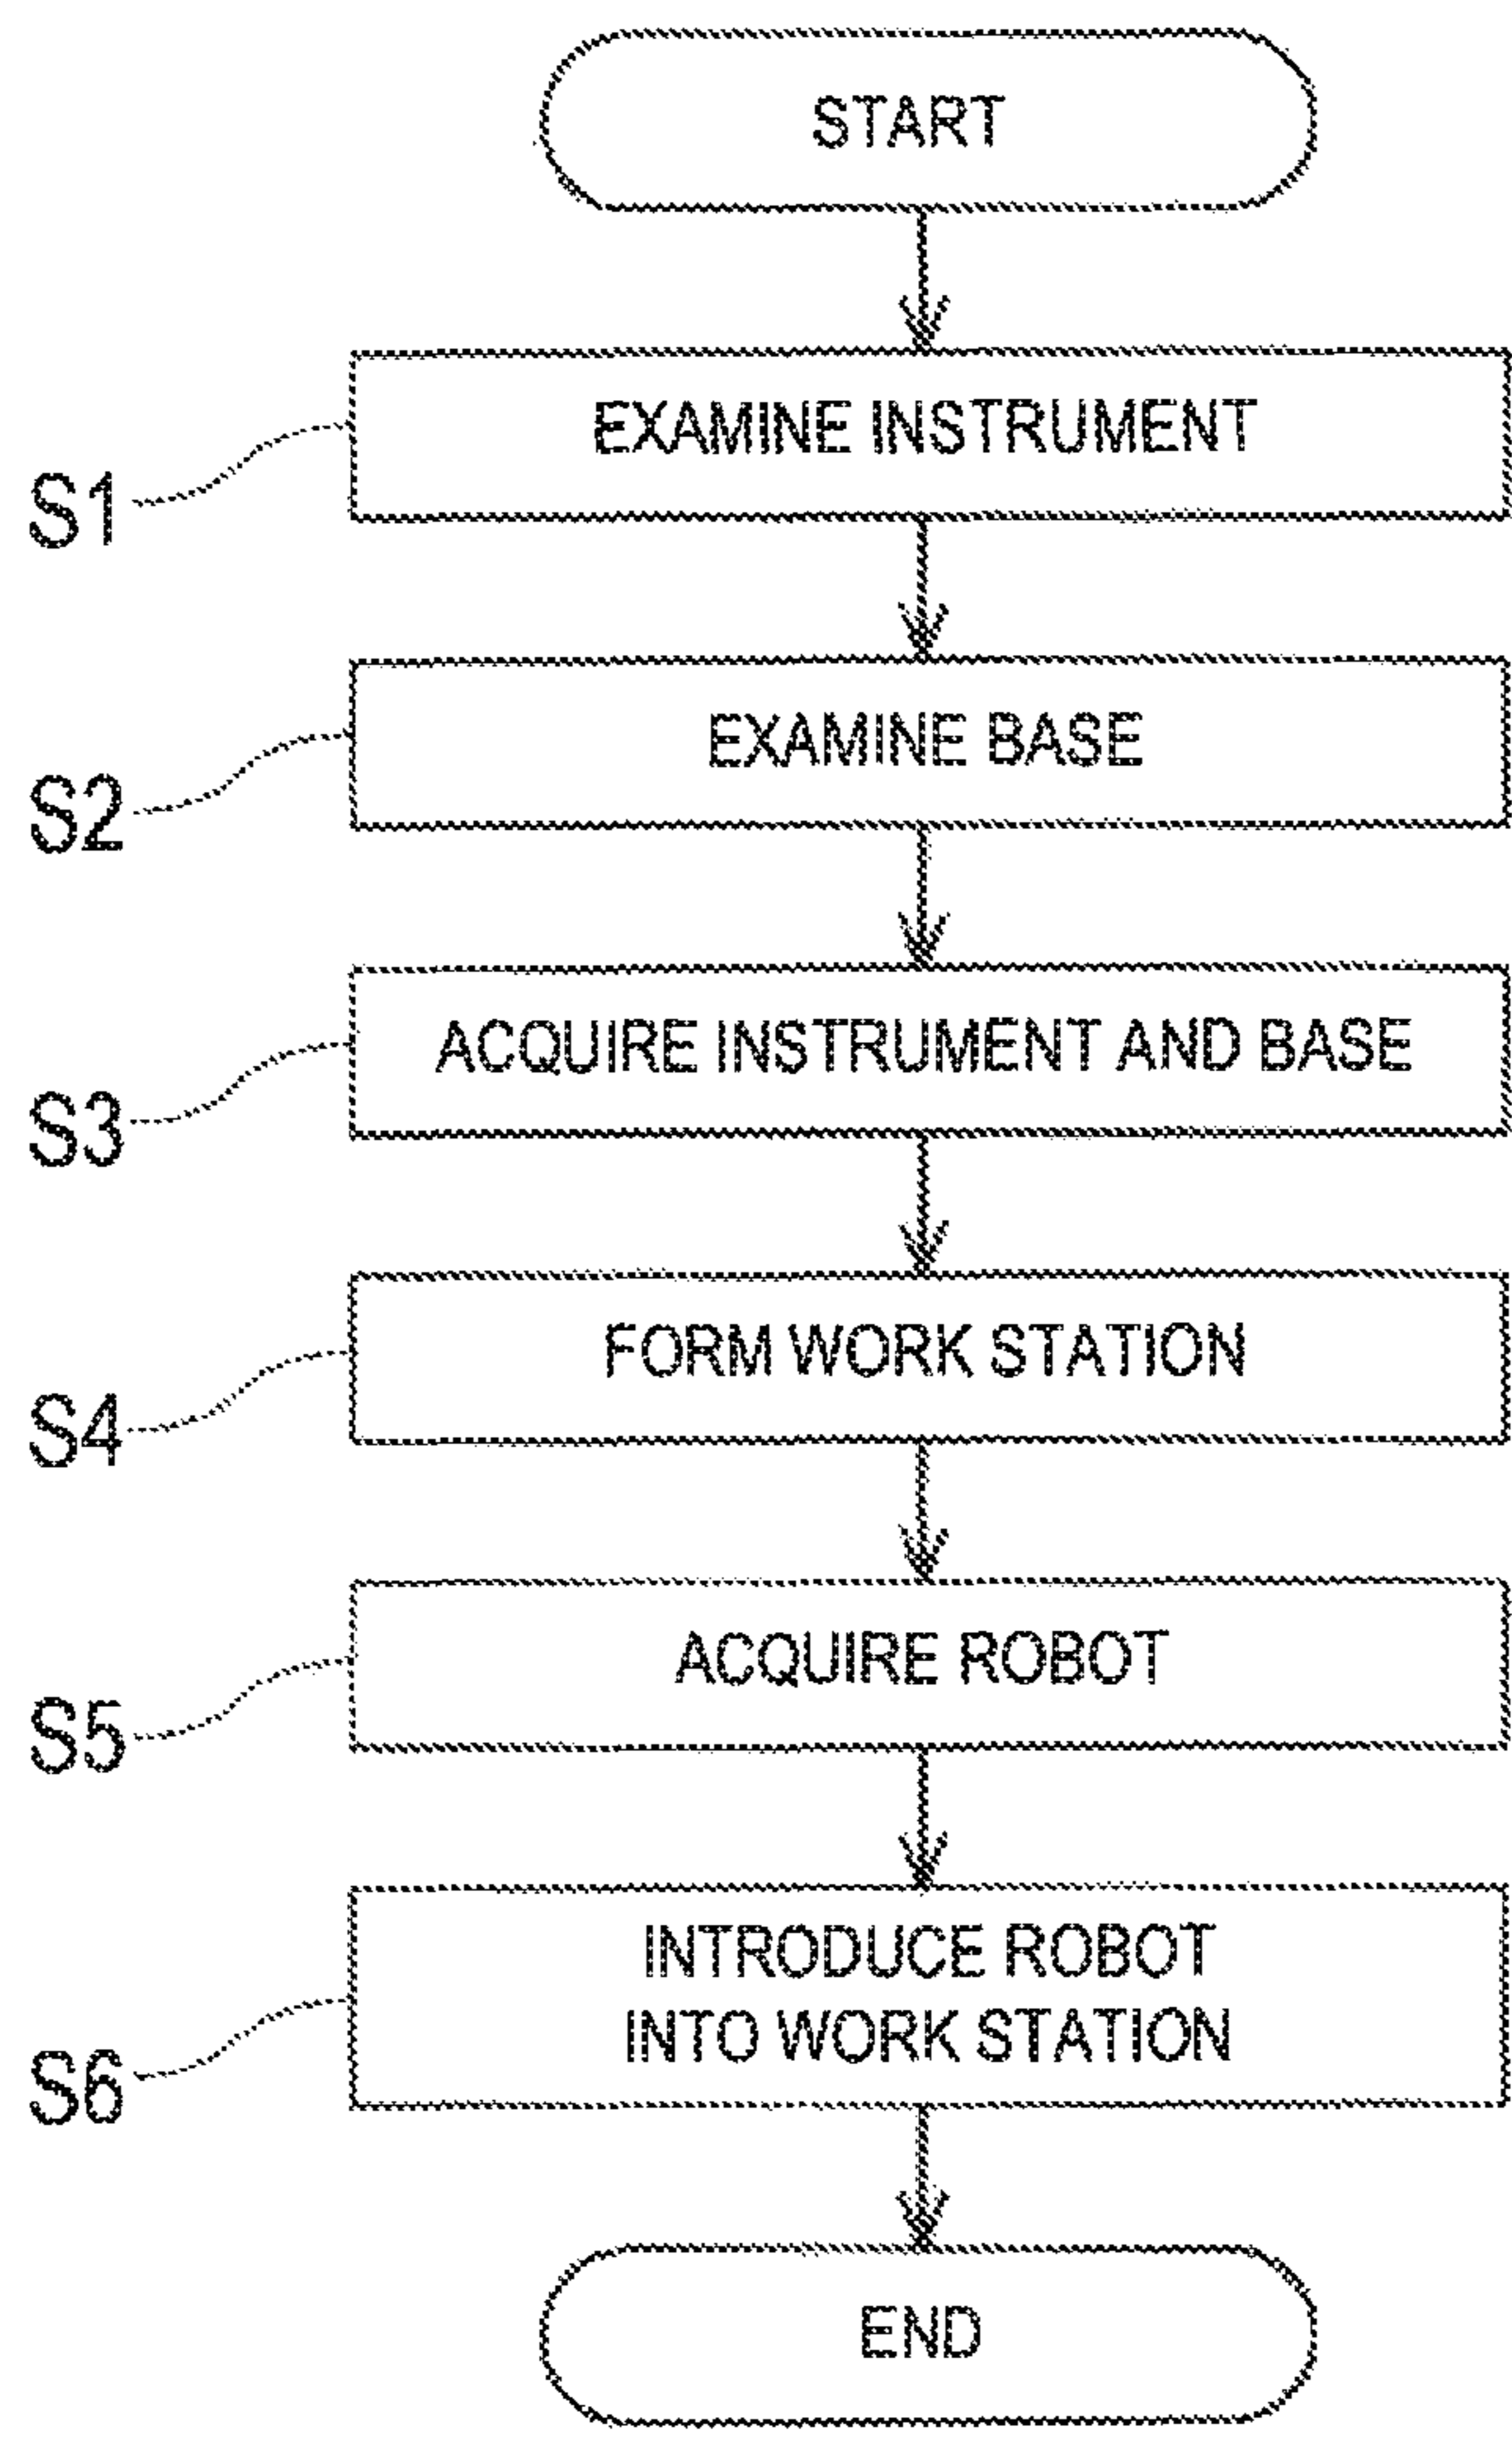 START
EXAMINE INSTRUMENT
S1
EXAMINE BASE
S2
ACQUIRE INSTRUMENT AND BASE
S3
FORM WORK STATION
S4
ACQUIRE ROBOT
S5
INTRODUCE ROBOT
INTO WORK STATION
S6
END